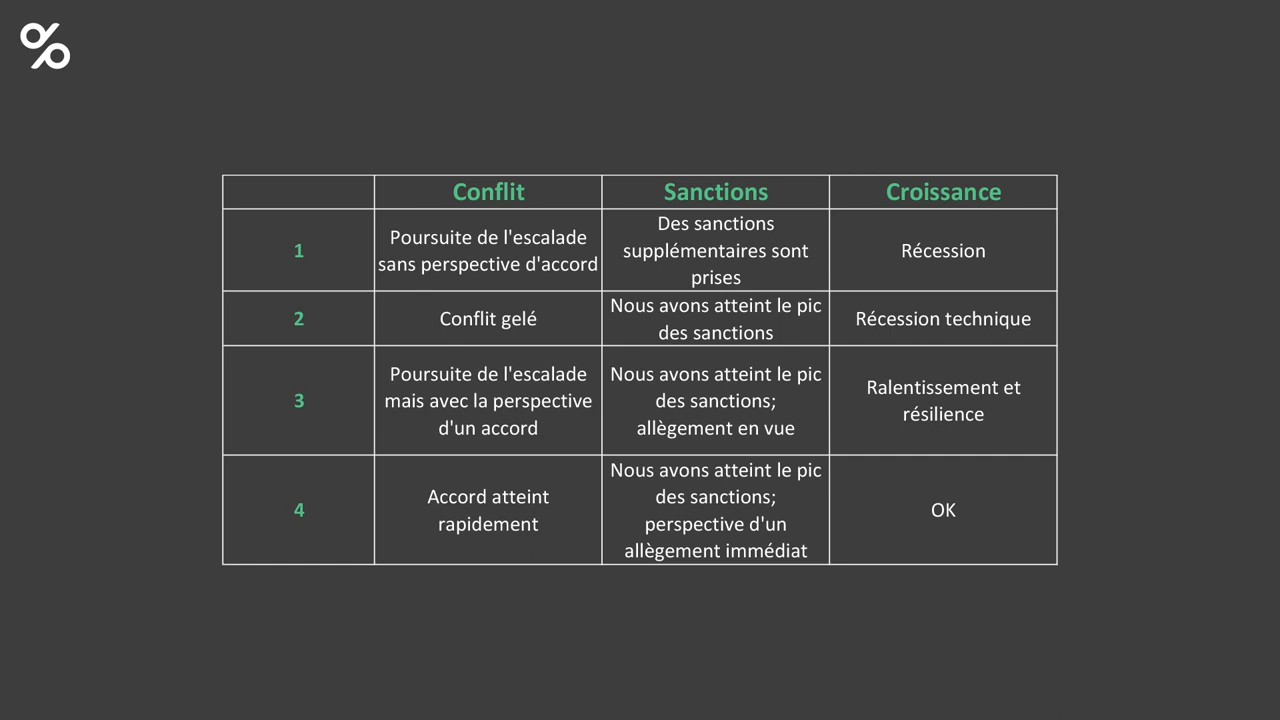 Conflit
Sanctions
Croissance
1
Poursuite de l'escalade
sans perspective d'accord
Des sanctions
supplémentaires sont
prises
Récession
2
Conflit gelé
Nous avons atteint le pic
des sanctions
Récession technique
3
Poursuite de l'escalade
mais avec la perspective
d'un accord
Nous avons atteint le pic
des sanctions;
allègement en vue
Ralentissement et
résilience
4
Accord atteint
rapidement
Nous avons atteint le pic
des sanctions;
perspective d'un
allègement immédiat
OK